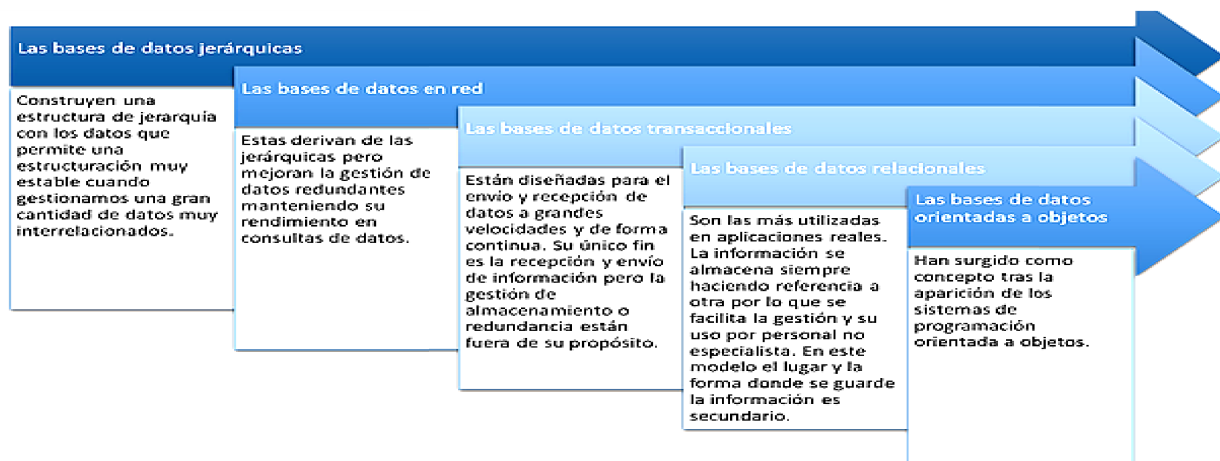 Las bases de datos jerárquicas
Construyen una
estructura de jerarquía
con los datos que
permite una
estructuración muy
estable cuando
gestionamos una gran
cantidad de datos muy
interrelacionados.
Las bases de datos en red
Estas derivan de las
jerárquicas pero
mejoran la gestión de
datos redundantes
manteniendo su
rendimiento en
consultas de datos.
Las bases de datos transaccionales
Están diseñadas para el
envío y recepción de
datos a grandes
velocidades y de forma
continua. Su único fin
es la recepción y envío
de información pero la
gestión de
almacenamiento o
redundancia están
fuera de su propósito.
Las bases de datos relacionales
Son las más utilizadas
en aplicaciones reales.
La información se
almacena siempre
haciendo referencia a
otra por lo que se
facilita la gestión y su
uso por personal no
especialista. En este
modelo el lugar y la
forma donde se guarde
la información es
secundario.
Las bases de datos
orientadas a objetos
Han surgido como
concepto tras la
aparición de los
sistemas de
programación
orientada a objetos.